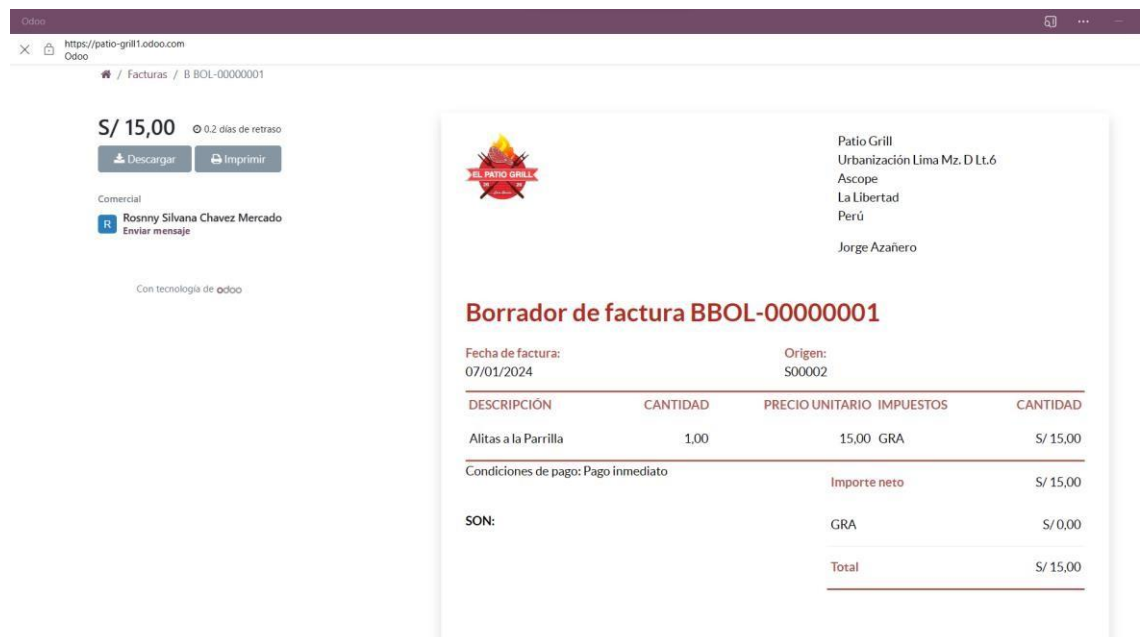 Odoo
https://patio-grill1.odoo.com
Odoo
/ Facturas / B BOL-00000001
S/ 15,00 0.2 días de retraso
Descargar Imprimir
Comercial
R
Rosnny Silvana Chavez Mercado
Enviar mensaje
Con tecnología de odoo
EL PATIO GRILL
Patio Grill
Urbanización Lima Mz. D Lt.6
Ascope
La Libertad
Perú
Jorge Azañero
Borrador de factura BBOL-00000001
Fecha de factura: Origen:
07/01/2024 S00002
DESCRIPCIÓN CANTIDAD PRECIO UNITARIO IMPUESTOS CANTIDAD
Alitas a la Parrilla 1,00 15,00 GRA S/ 15,00
Condiciones de pago: Pago inmediato
Importe neto S/ 15,00
SON:
GRA S/ 0,00
Total S/ 15,00